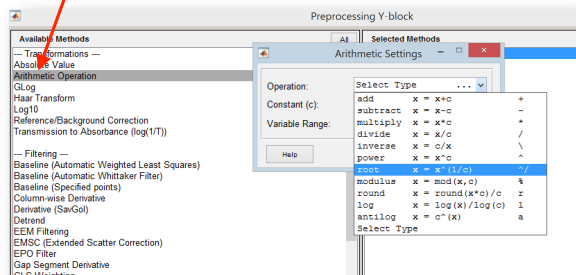 Preprocessing Y-block
Available Methods
All
Selected Methods
--- Transformations ---
Absolute Value
Arithmetic Operation
GLog
Haar Transform
Log10
Reference/Background Correction
Transmission to Absorbance (log(1/T))
--- Filtering ---
Baseline (Automatic Weighted Least Squares)
Baseline (Automatic Whittaker Filter)
Baseline (Specified points)
Column-wise Derivative
Derivative (SavGol)
Detrend
EEM Filtering
EMSC (Extended Scatter Correction)
EPO Filter
Gap Segment Derivative
GLS Weighting
Arithmetic Settings
Operation:
Select Type ...
Constant (c):
Variable Range:
Help
add x = x+c +
subtract x = x-c -
multiply x = x*c *
divide x = x/c /
inverse x = c/x \
power x = x^c ^
root x = x^(1/c) ^/
modulus x = mod(x,c) %
round x = round(x*c)/c r
log x = log(x)/log(c) l
antilog x = c^(x) a
Select Type